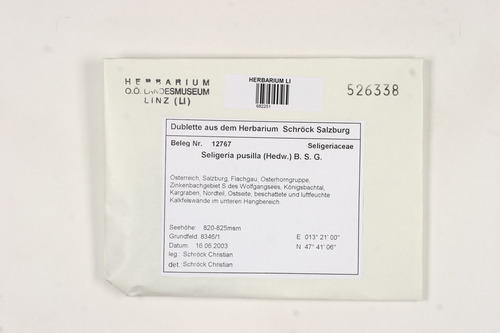 HERBARIUM
O.Ö. LANDESMUSEUM
LINZ (LI)
HERBARIUM LI
682251
526338
Dublette aus dem Herbarium Schröck Salzburg
Beleg Nr. 12767 Seligeriaceae
Seligeria pusilla (Hedw.) B. S. G.
Österreich, Salzburg, Flachgau, Osterhorngruppe,
Zinkenbachgebiet S des Wolfgangsees, Königsbachtal,
Kargraben, Nordteil, Ostseite, beschattete und luftfeuchte
Kalkfelswände im unteren Hangbereich
Seehöhe: 820-825msm
Grundfeld 8346/1 E 013° 21' 00"
Datum: 16.06.2003 N 47° 41' 06"
leg.: Schröck Christian
det.: Schröck Christian